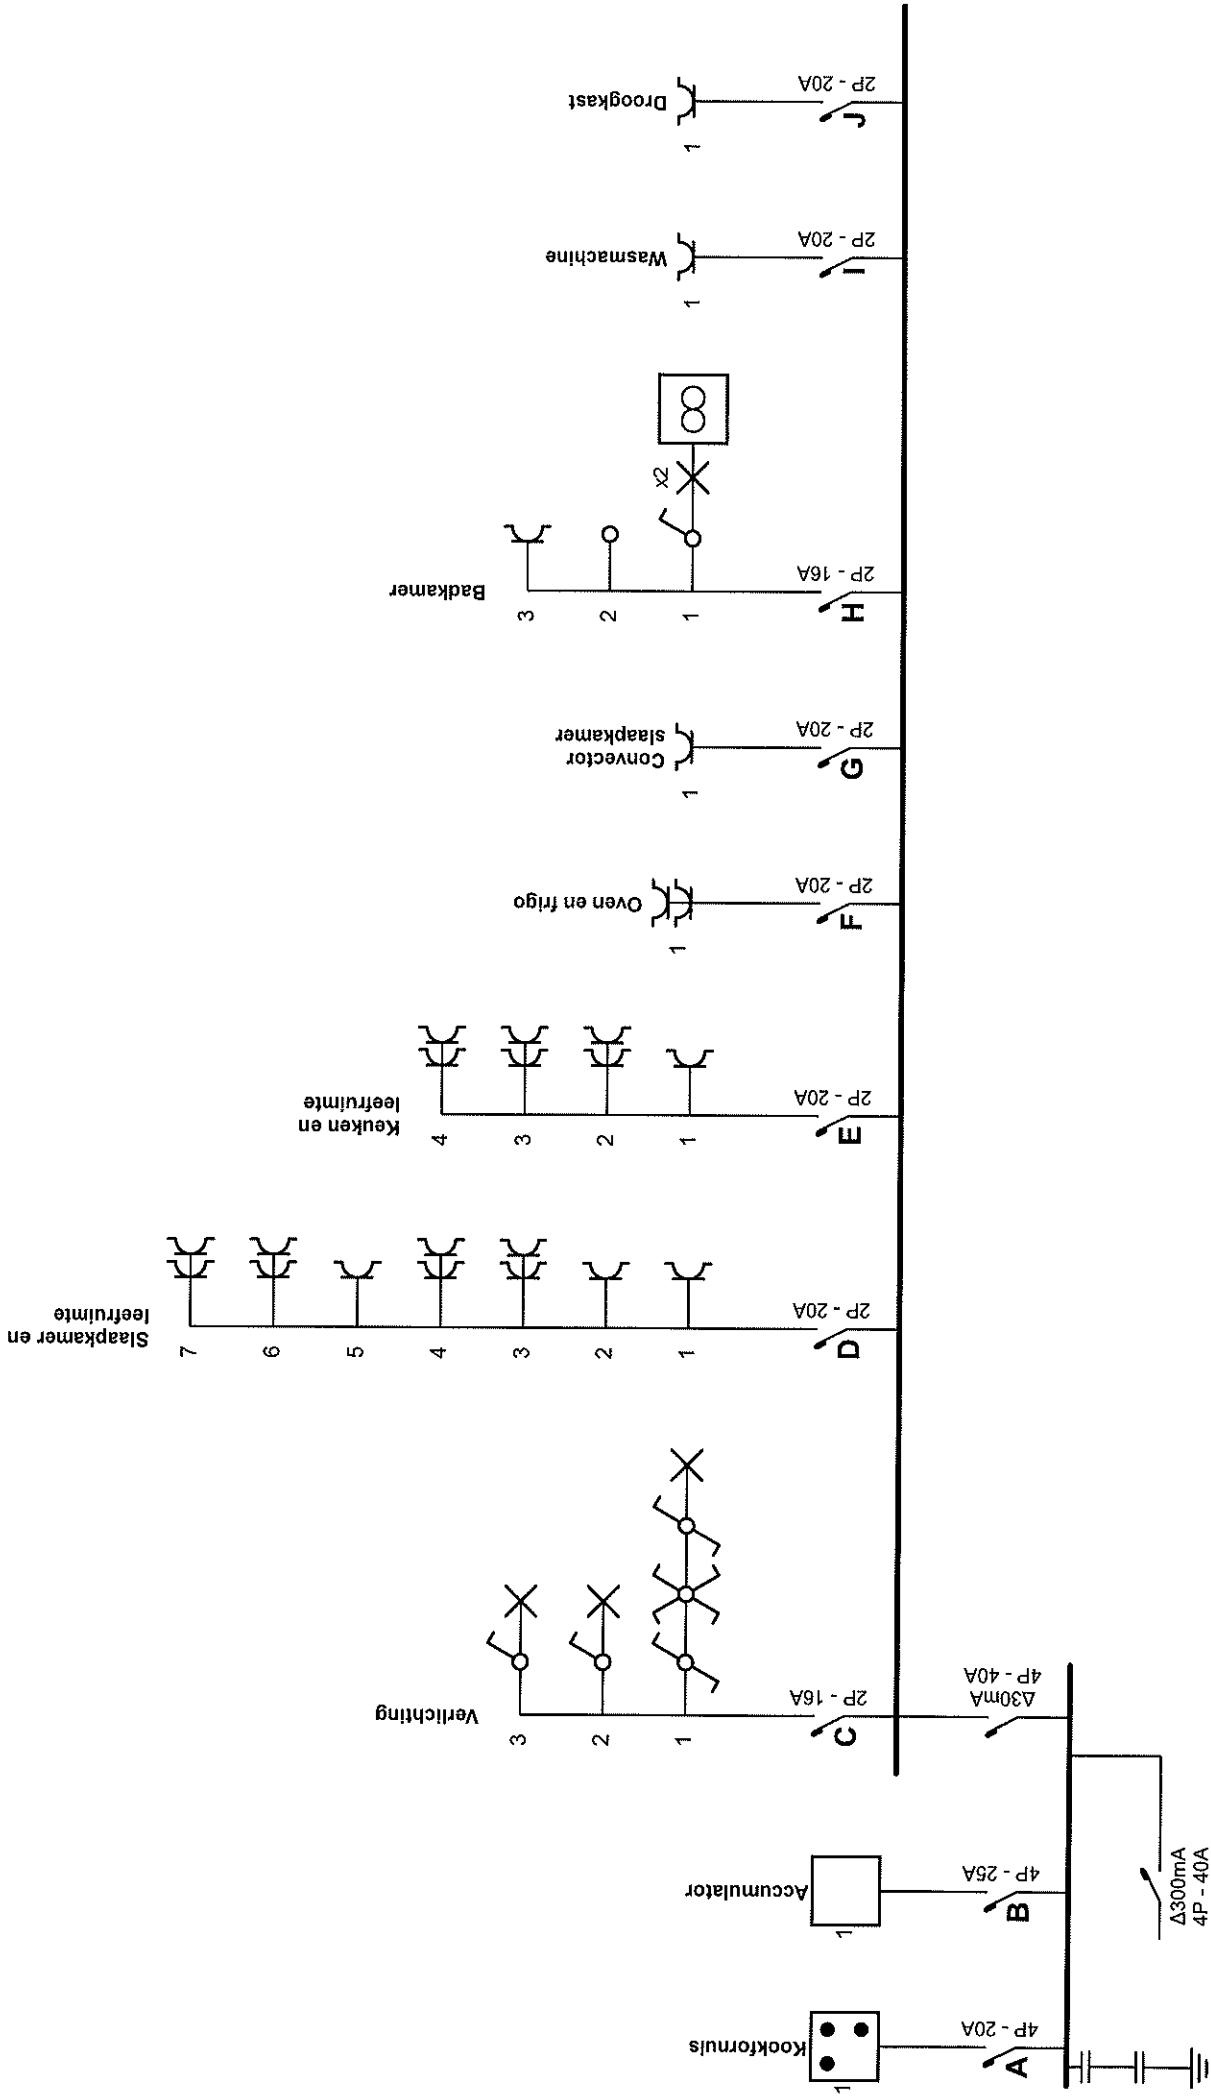 Kookfornuis
1
4P - 20A
A
Accumulator
1
4P - 25A
B
Δ300mA
4P - 40A
Δ30mA
4P - 40A
Verlichting
3
2
1
2P - 16A
C
Slaapkamer en
leefruimte
7
6
5
4
3
2
1
2P - 20A
D
Keuken en
leefruimte
4
3
2
1
2P - 20A
E
Oven en frigo
1
2P - 20A
F
Convector
slaapkamer
1
2P - 20A
G
Badkamer
3
2
x2
1
2P - 16A
H
Wasmachine
1
2P - 20A
I
Droogkast
1
2P - 20A
J